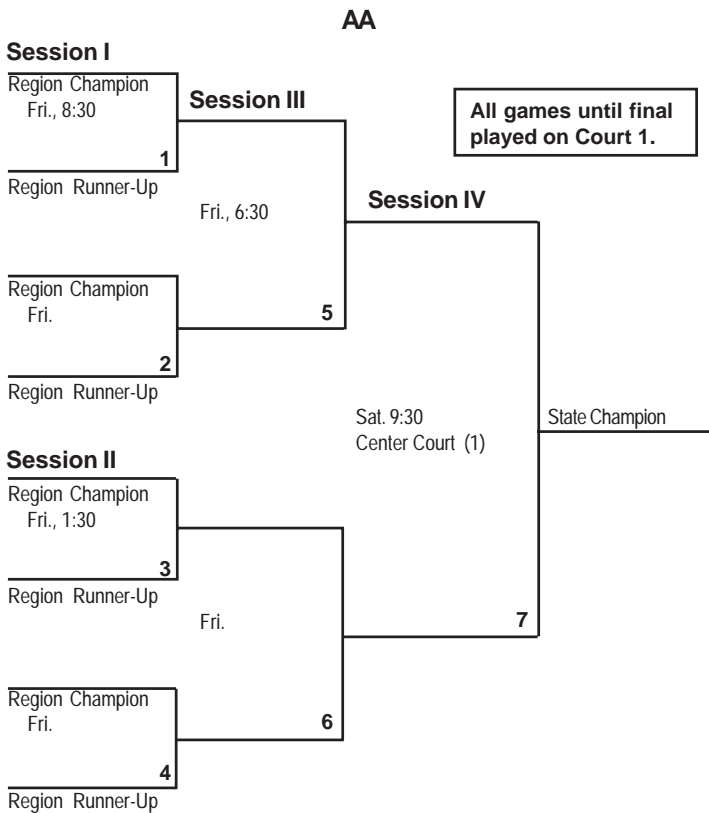 AA
Session I
Region Champion
Fri., 8:30
1
Region Runner-Up
Session III
Fri., 6:30
All games until final
played on Court 1.
Session IV
Region Champion
Fri.
2
Region Runner-Up
5
Sat. 9:30
Center Court (1)
State Champion
Session II
Region Champion
Fri., 1:30
3
Region Runner-Up
Fri.
7
Region Champion
Fri.
6
4
Region Runner-Up